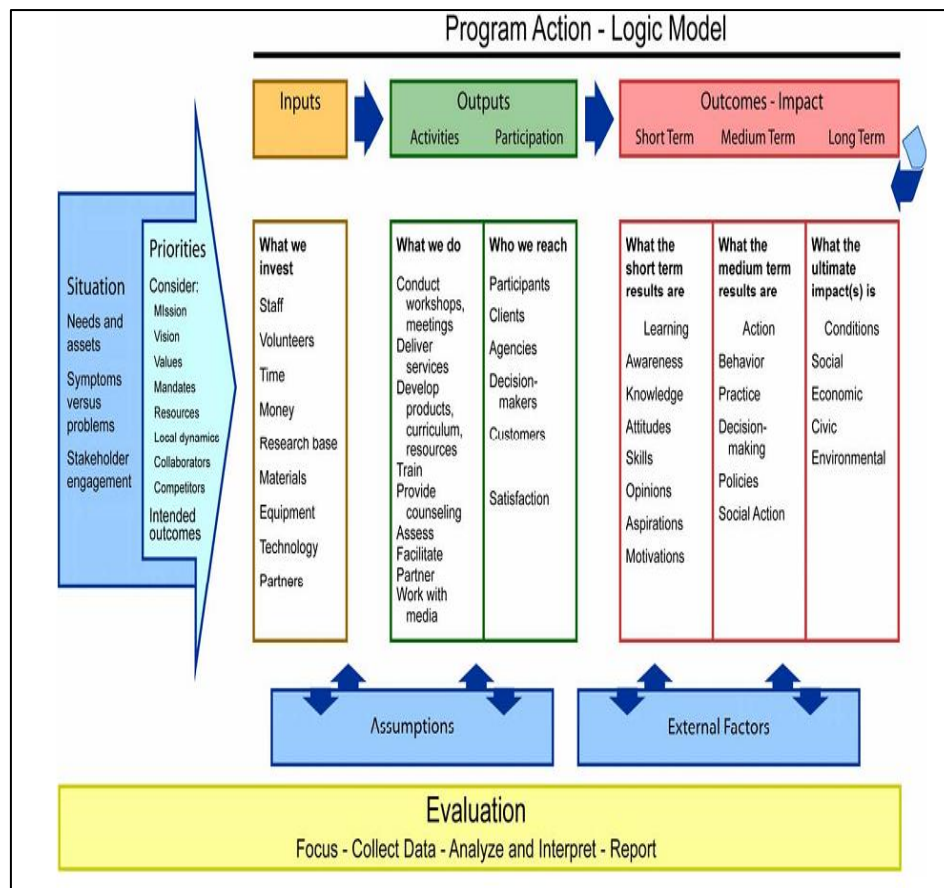 Program Action - Logic Model
Inputs
Outputs
Activities Participation
Outcomes - Impact
Short Term Medium Term Long Term
Situation
Needs and
assets
Symptoms
versus
problems
Stakeholder
engagement
Priorities
Consider:
MIssion
Vision
Values
Mandates
Resources
Local dynamics
Collaborators
Competitors
Intended
outcomes
What we
invest
Staff
Volunteers
Time
Money
Research base
Materials
Equipment
Technology
Partners
What we do
Conduct
workshops,
meetings
Deliver
services
Develop
products,
curriculum,
resources
Train
Provide
counseling
Assess
Facilitate
Partner
Work with
media
Who we reach
Participants
Clients
Agencies
Decision-
makers
Customers
Satisfaction
What the
short term
results are
Learning
Awareness
Knowledge
Attitudes
Skills
Opinions
Aspirations
Motivations
What the
medium term
results are
Action
Behavior
Practice
Decision-
making
Policies
Social Action
What the
ultimate
impact(s) is
Conditions
Social
Economic
Civic
Environmental
Assumptions
External Factors
Evaluation
Focus - Collect Data - Analyze and Interpret - Report